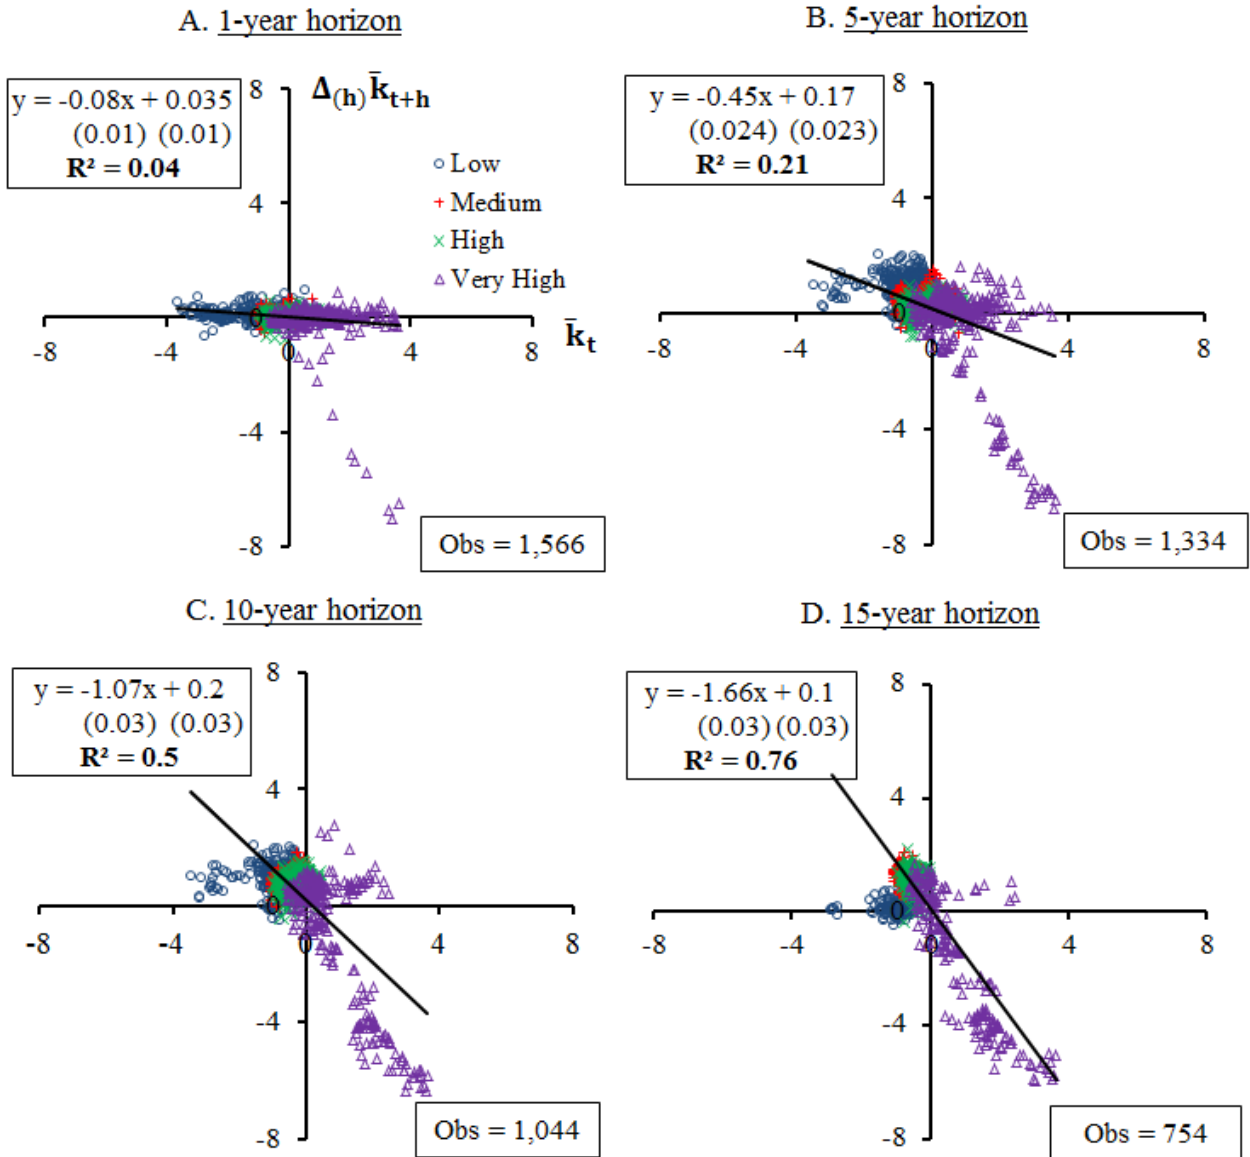 A. 1-year horizon
y = -0.08x + 0.035
(0.01) (0.01)
R² = 0.04
Δ(h) k̄t+h
8
4
0
-4
-8
-8
-4
0
4
8
k̄t
Low
Medium
High
Very High
Obs = 1,566
B. 5-year horizon
y = -0.45x + 0.17
(0.024) (0.023)
R² = 0.21
8
4
0
-4
-8
-8
-4
0
4
8
Obs = 1,334
C. 10-year horizon
y = -1.07x + 0.2
(0.03) (0.03)
R² = 0.5
8
4
0
-4
-8
-8
-4
0
4
8
Obs = 1,044
D. 15-year horizon
y = -1.66x + 0.1
(0.03) (0.03)
R² = 0.76
8
4
0
-4
-8
-8
-4
0
4
8
Obs = 754